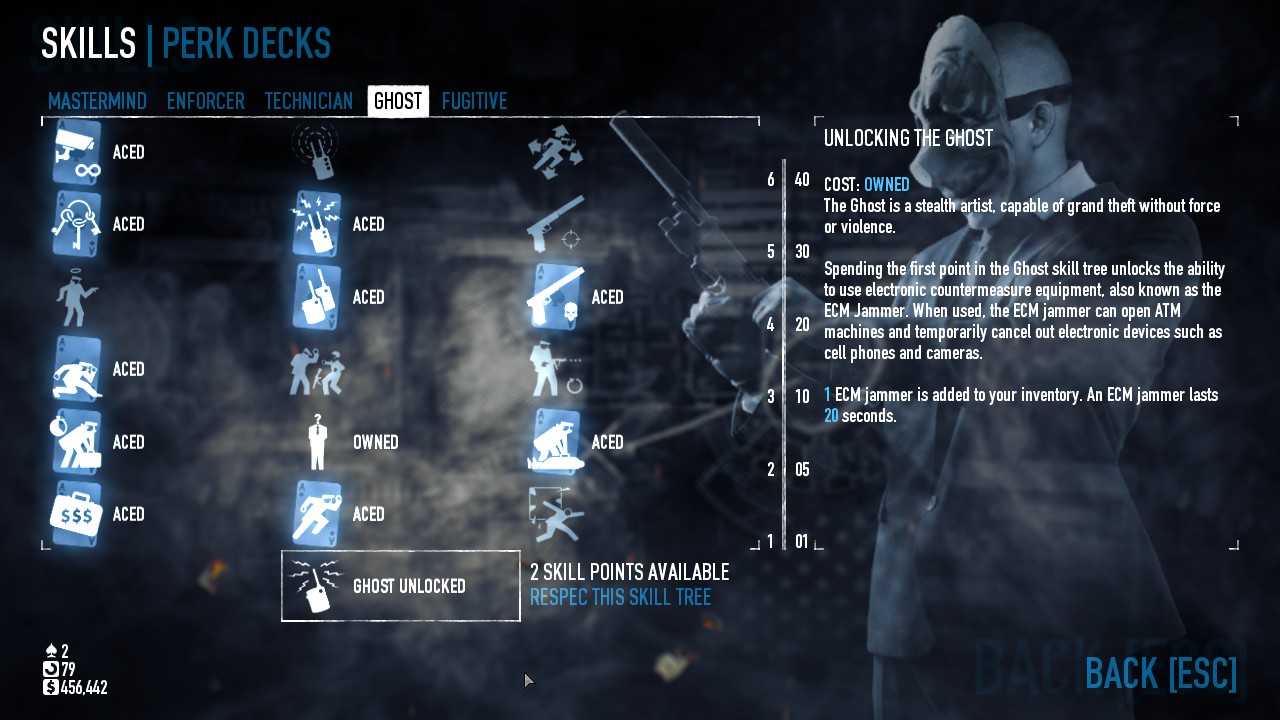 SKILLS | PERK DECKS
MASTERMIND ENFORCER TECHNICIAN GHOST FUGITIVE
ACED
ACED
ACED ACED
ACED ACED
ACED
ACED OWNED ACED
$$$ ACED ACED
GHOST UNLOCKED
2 SKILL POINTS AVAILABLE
RESPEC THIS SKILL TREE
6 40
5 30
4 20
3 10
2 05
1 01
UNLOCKING THE GHOST
COST: OWNED
The Ghost is a stealth artist, capable of grand theft without force
or violence.
Spending the first point in the Ghost skill tree unlocks the ability
to use electronic countermeasure equipment, also known as the
ECM Jammer. When used, the ECM jammer can open ATM
machines and temporarily cancel out electronic devices such as
cell phones and cameras.
1 ECM jammer is added to your inventory. An ECM jammer lasts
20 seconds.
2
79
$ 456,442
BACK [ESC]